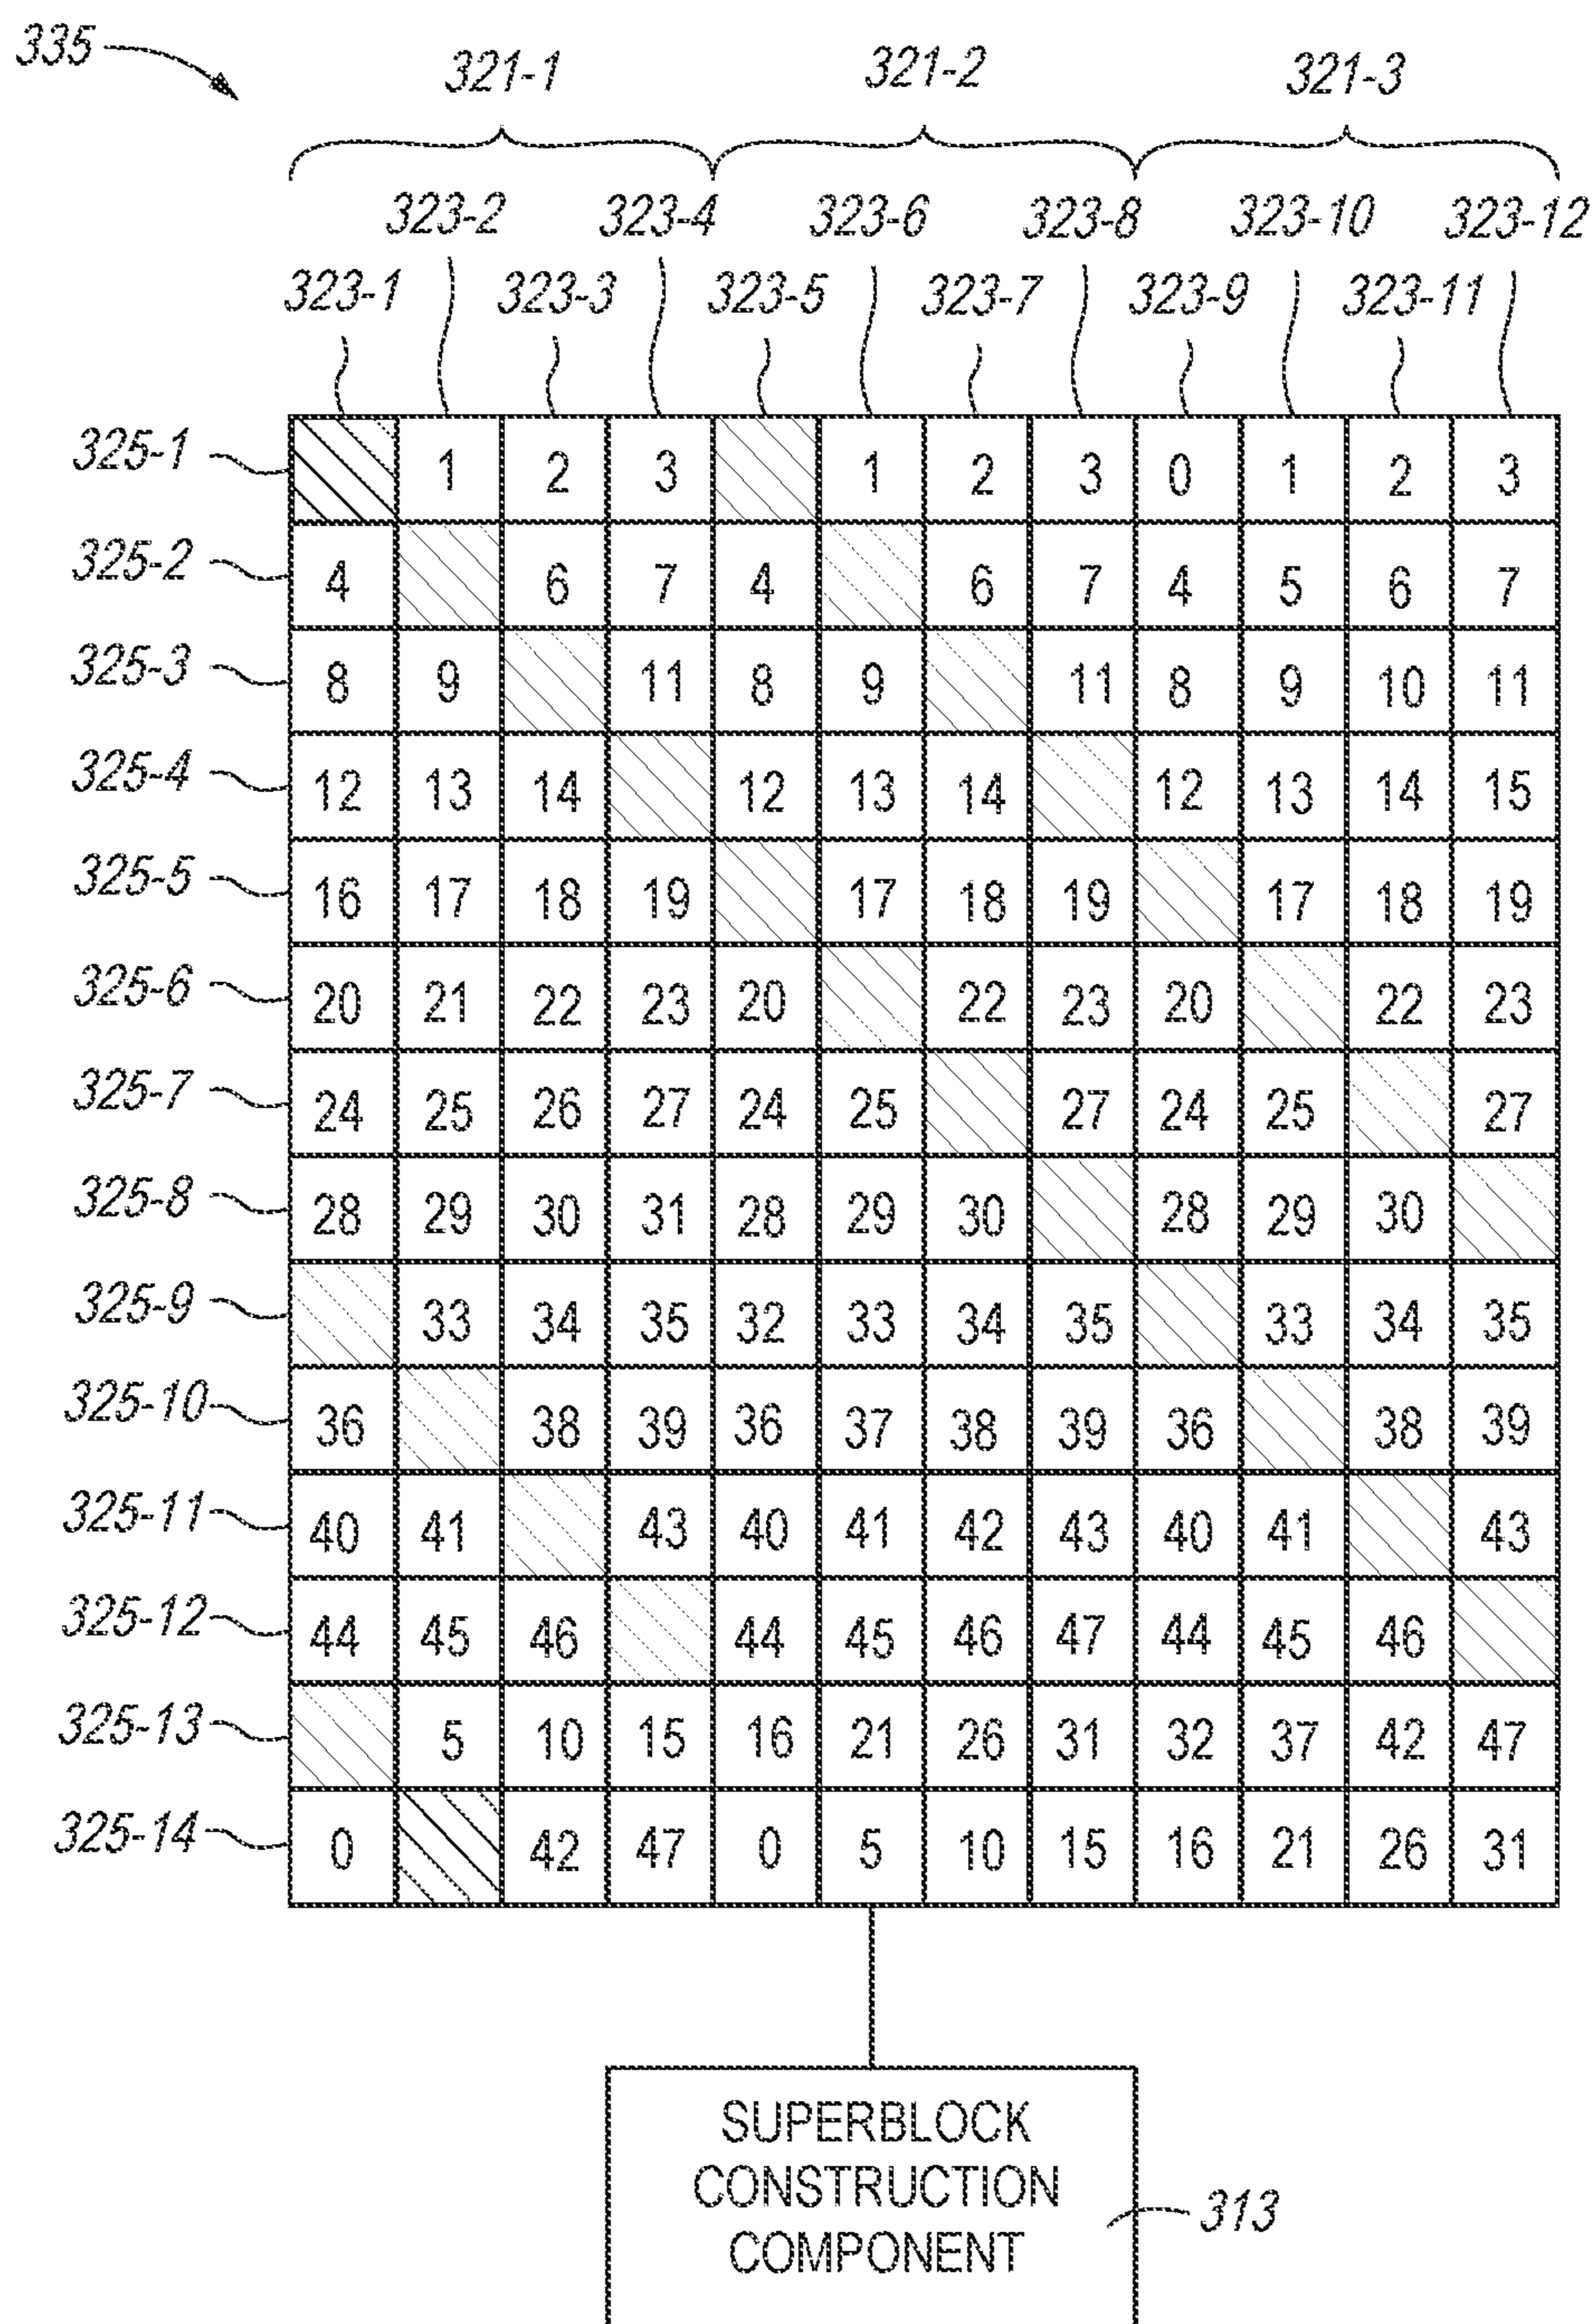 335
321-1 321-2 321-3
323-2 323-4 323-6 323-8 323-10 323-12
323-1 323-3 323-5 323-7 323-9 323-11
325-1 1 2 3 1 2 3 0 1 2 3
325-2 4 6 7 4 6 7 4 5 6 7
325-3 8 9 11 8 9 11 8 9 10 11
325-4 12 13 14 12 13 14 12 13 14 15
325-5 16 17 18 19 17 18 19 17 18 19
325-6 20 21 22 23 20 22 23 20 22 23
325-7 24 25 26 27 24 25 27 24 25 27
325-8 28 29 30 31 28 29 30 28 29 30
325-9 33 34 35 32 33 34 35 33 34 35
325-10 36 38 39 36 37 38 39 36 38 39
325-11 40 41 43 40 41 42 43 40 41 43
325-12 44 45 46 44 45 46 47 44 45 46
325-13 5 10 15 16 21 26 31 32 37 42 47
325-14 0 42 47 0 5 10 15 16 21 26 31
SUPERBLOCK
CONSTRUCTION
COMPONENT
313